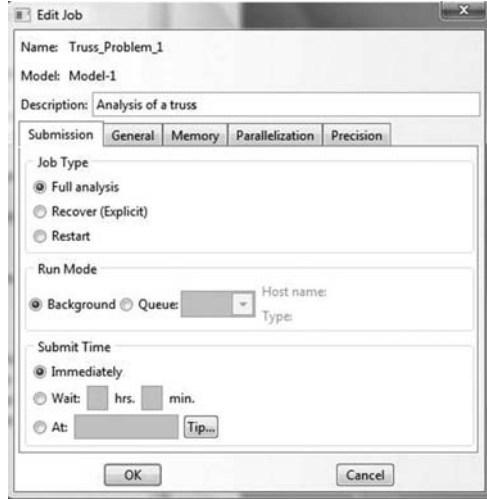 Edit Job
X
Name: Truss_Problem_1
Model: Model-1
Description: Analysis of a truss
Submission General Memory Parallelization Precision
Job Type
Full analysis
Recover (Explicit)
Restart
Run Mode
Background Queue: Host name:
Type:
Submit Time
Immediately
Wait: hrs. min.
At: Tip...
OK Cancel